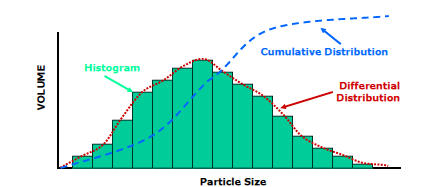 Cumulative Distribution
Histogram
Differential
Distribution
VOLUME
Particle Size